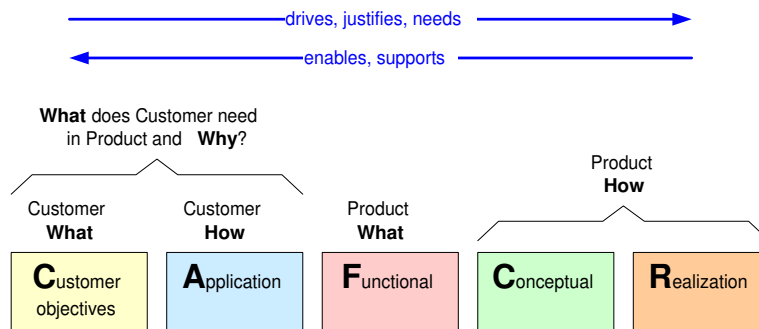 drives, justifies, needs
enables, supports
What does Customer need
in Product and Why?
Product
How
Customer
What
Customer
How
Product
What
Customer
objectives
Application
Functional
Conceptual
Realization